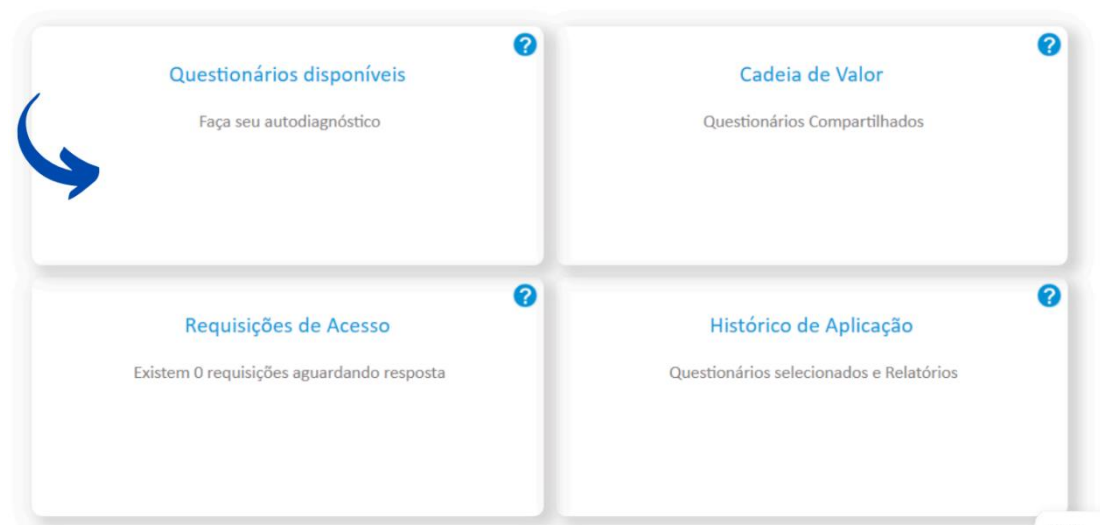 Questionários disponíveis
Faça seu autodiagnóstico
Cadeia de Valor
Questionários Compartilhados
Requisições de Acesso
Existem 0 requisições aguardando resposta
Histórico de Aplicação
Questionários selecionados e Relatórios